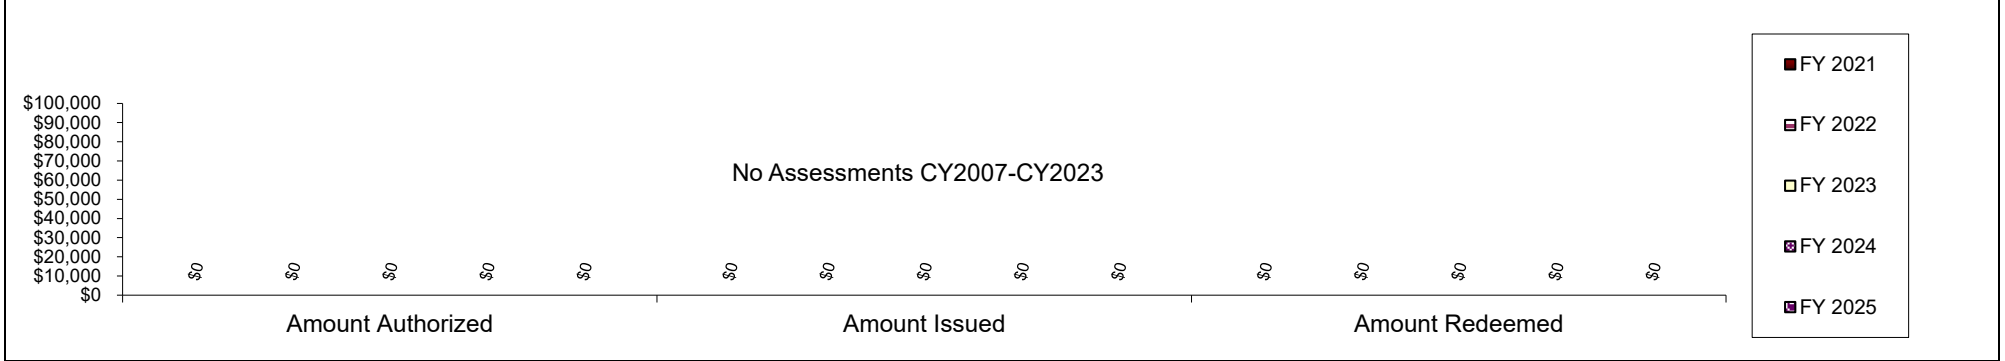 $100,000
$90,000
$80,000
$70,000
$60,000
$50,000
$40,000
$30,000
$20,000
$10,000
$0
No Assessments CY2007-CY2023
$0 $0 $0 $0 $0 $0 $0 $0 $0 $0 $0 $0 $0 $0 $0
Amount Authorized Amount Issued Amount Redeemed
FY 2021
FY 2022
FY 2023
FY 2024
FY 2025